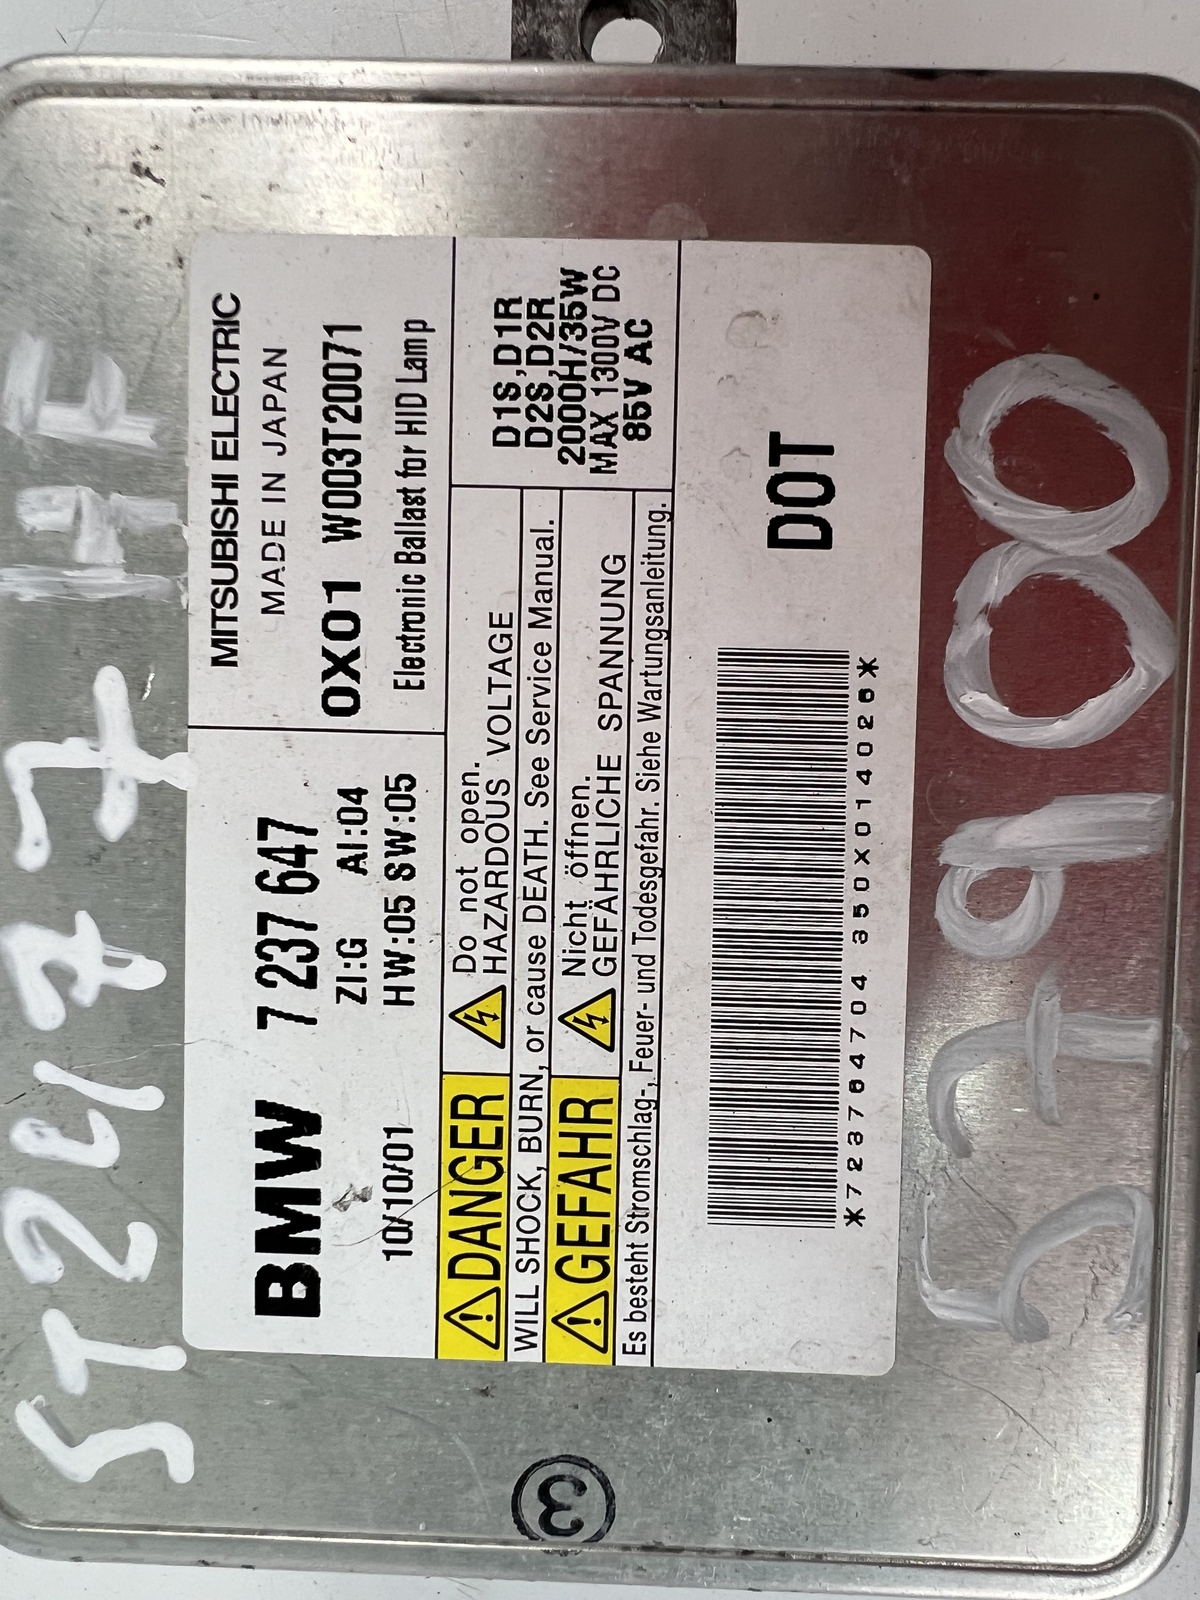 ST2477HF
BMW 7 237 647
ZI:G AI:04
10/10/01 HW:05 SW:05
MITSUBISHI ELECTRIC
MADE IN JAPAN
0X01 W003T20071
Electronic Ballast for HID Lamp
DANGER Do not open.
HAZARDOUS VOLTAGE
WILL SHOCK, BURN, or cause DEATH. See Service Manual.
GEFAHR Nicht öffnen.
GEFÄHRLICHE SPANNUNG
Es besteht Stromschlag-, Feuer- und Todesgefahr. Siehe Wartungsanleitung.
D1S,D1R
D2S,D2R
2000H/35W
MAX 1300V DC
85V AC
DOT
*723764704 350X014026*
3
57900